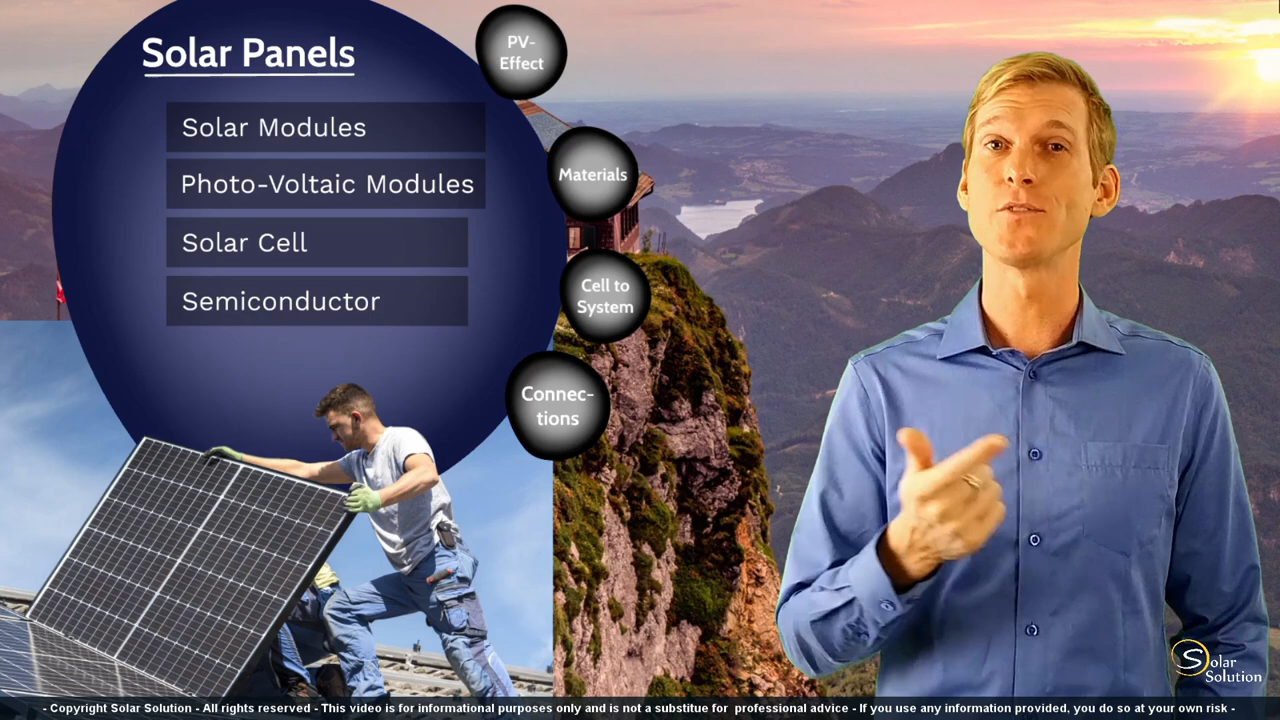 Solar Panels
Solar Modules
Photo-Voltaic Modules
Solar Cell
Semiconductor
PV-
Effect
Materials
Cell to
System
Connec-
tions
Solar
Solution
- Copyright Solar Solution - All rights reserved - This video is for informational purposes only and is not a substitue for professional advice - If you use any information provided, you do so at your own risk -